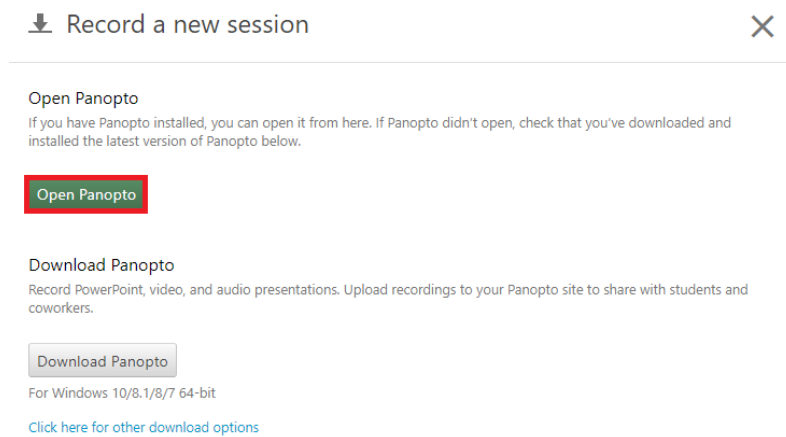 Record a new session
Open Panopto
If you have Panopto installed, you can open it from here. If Panopto didn't open, check that you've downloaded and
installed the latest version of Panopto below.
Open Panopto
Download Panopto
Record PowerPoint, video, and audio presentations. Upload recordings to your Panopto site to share with students and
coworkers.
Download Panopto
For Windows 10/8.1/8/7 64-bit
Click here for other download options